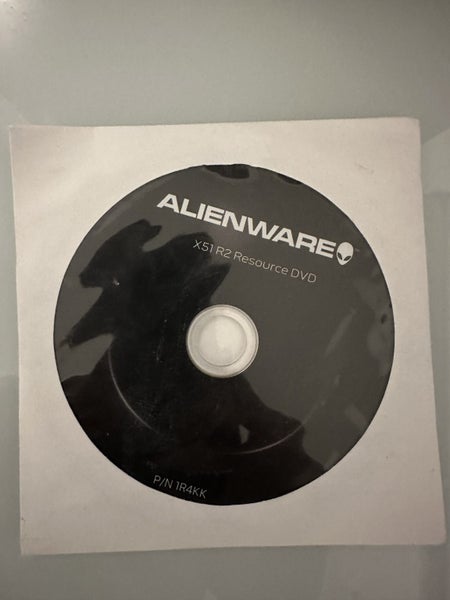 ALIENWARE
X51 R2 Resource DVD
P/N 1R4KK